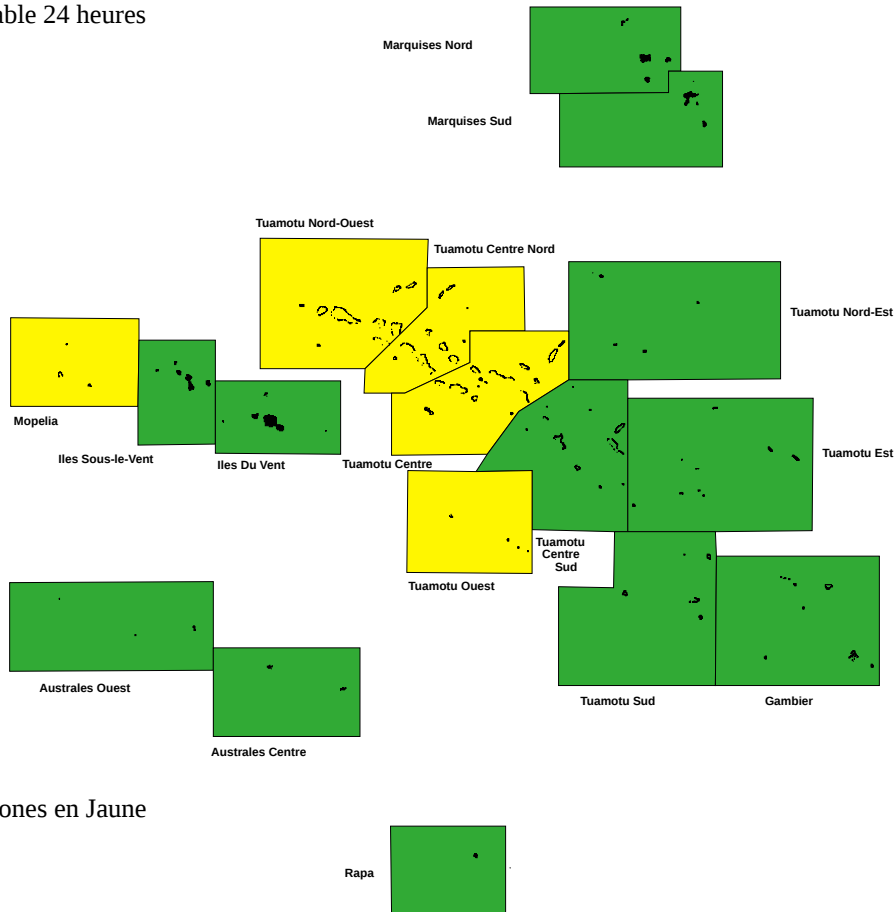 able 24 heures
Marquises Nord
Marquises Sud
Tuamotu Nord-Ouest
Tuamotu Centre Nord
Tuamotu Nord-Est
Mopelia
Iles Sous-le-Vent
Iles Du Vent
Tuamotu Centre
Tuamotu Est
Tuamotu
Centre
Sud
Tuamotu Ouest
Australes Ouest
Tuamotu Sud
Gambier
Australes Centre
ones en Jaune
Rapa